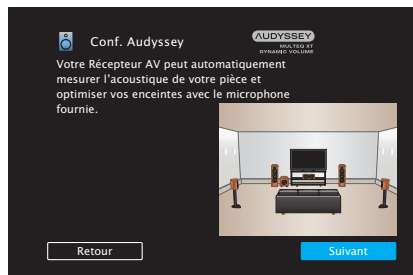 Conf. Audyssey
AUDYSSEY
MULTEQ XT
DYNAMIC VOLUME
Votre Récepteur AV peut automatiquement
mesurer l'acoustique de votre pièce et
optimiser vos enceintes avec le microphone
fournie.
Retour
Suivant